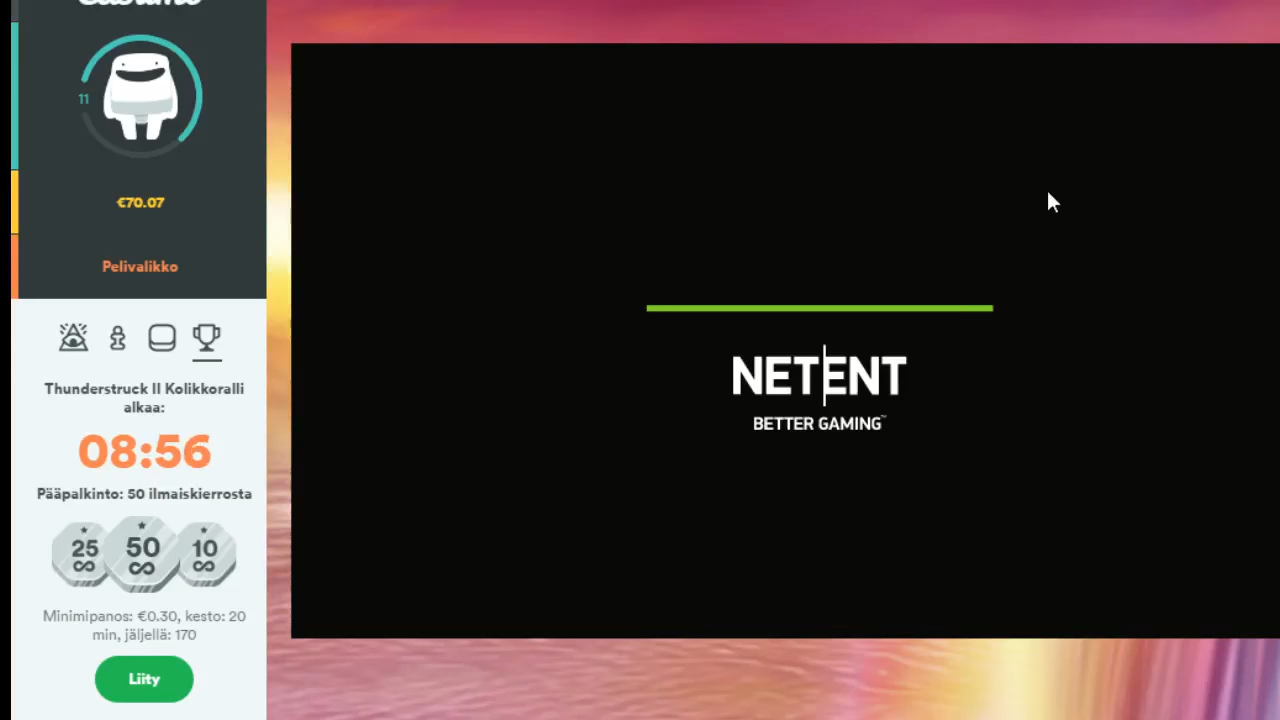 11
€70.07
Pelivalikko
Thunderstruck II Kolikkoralli
alkaa:
08:56
Pääpalkinto: 50 ilmaiskierrosta
25 50 10
Minimipanos: €0.30, kesto: 20
min, jäljellä: 170
Liity
NETENT
BETTER GAMING™